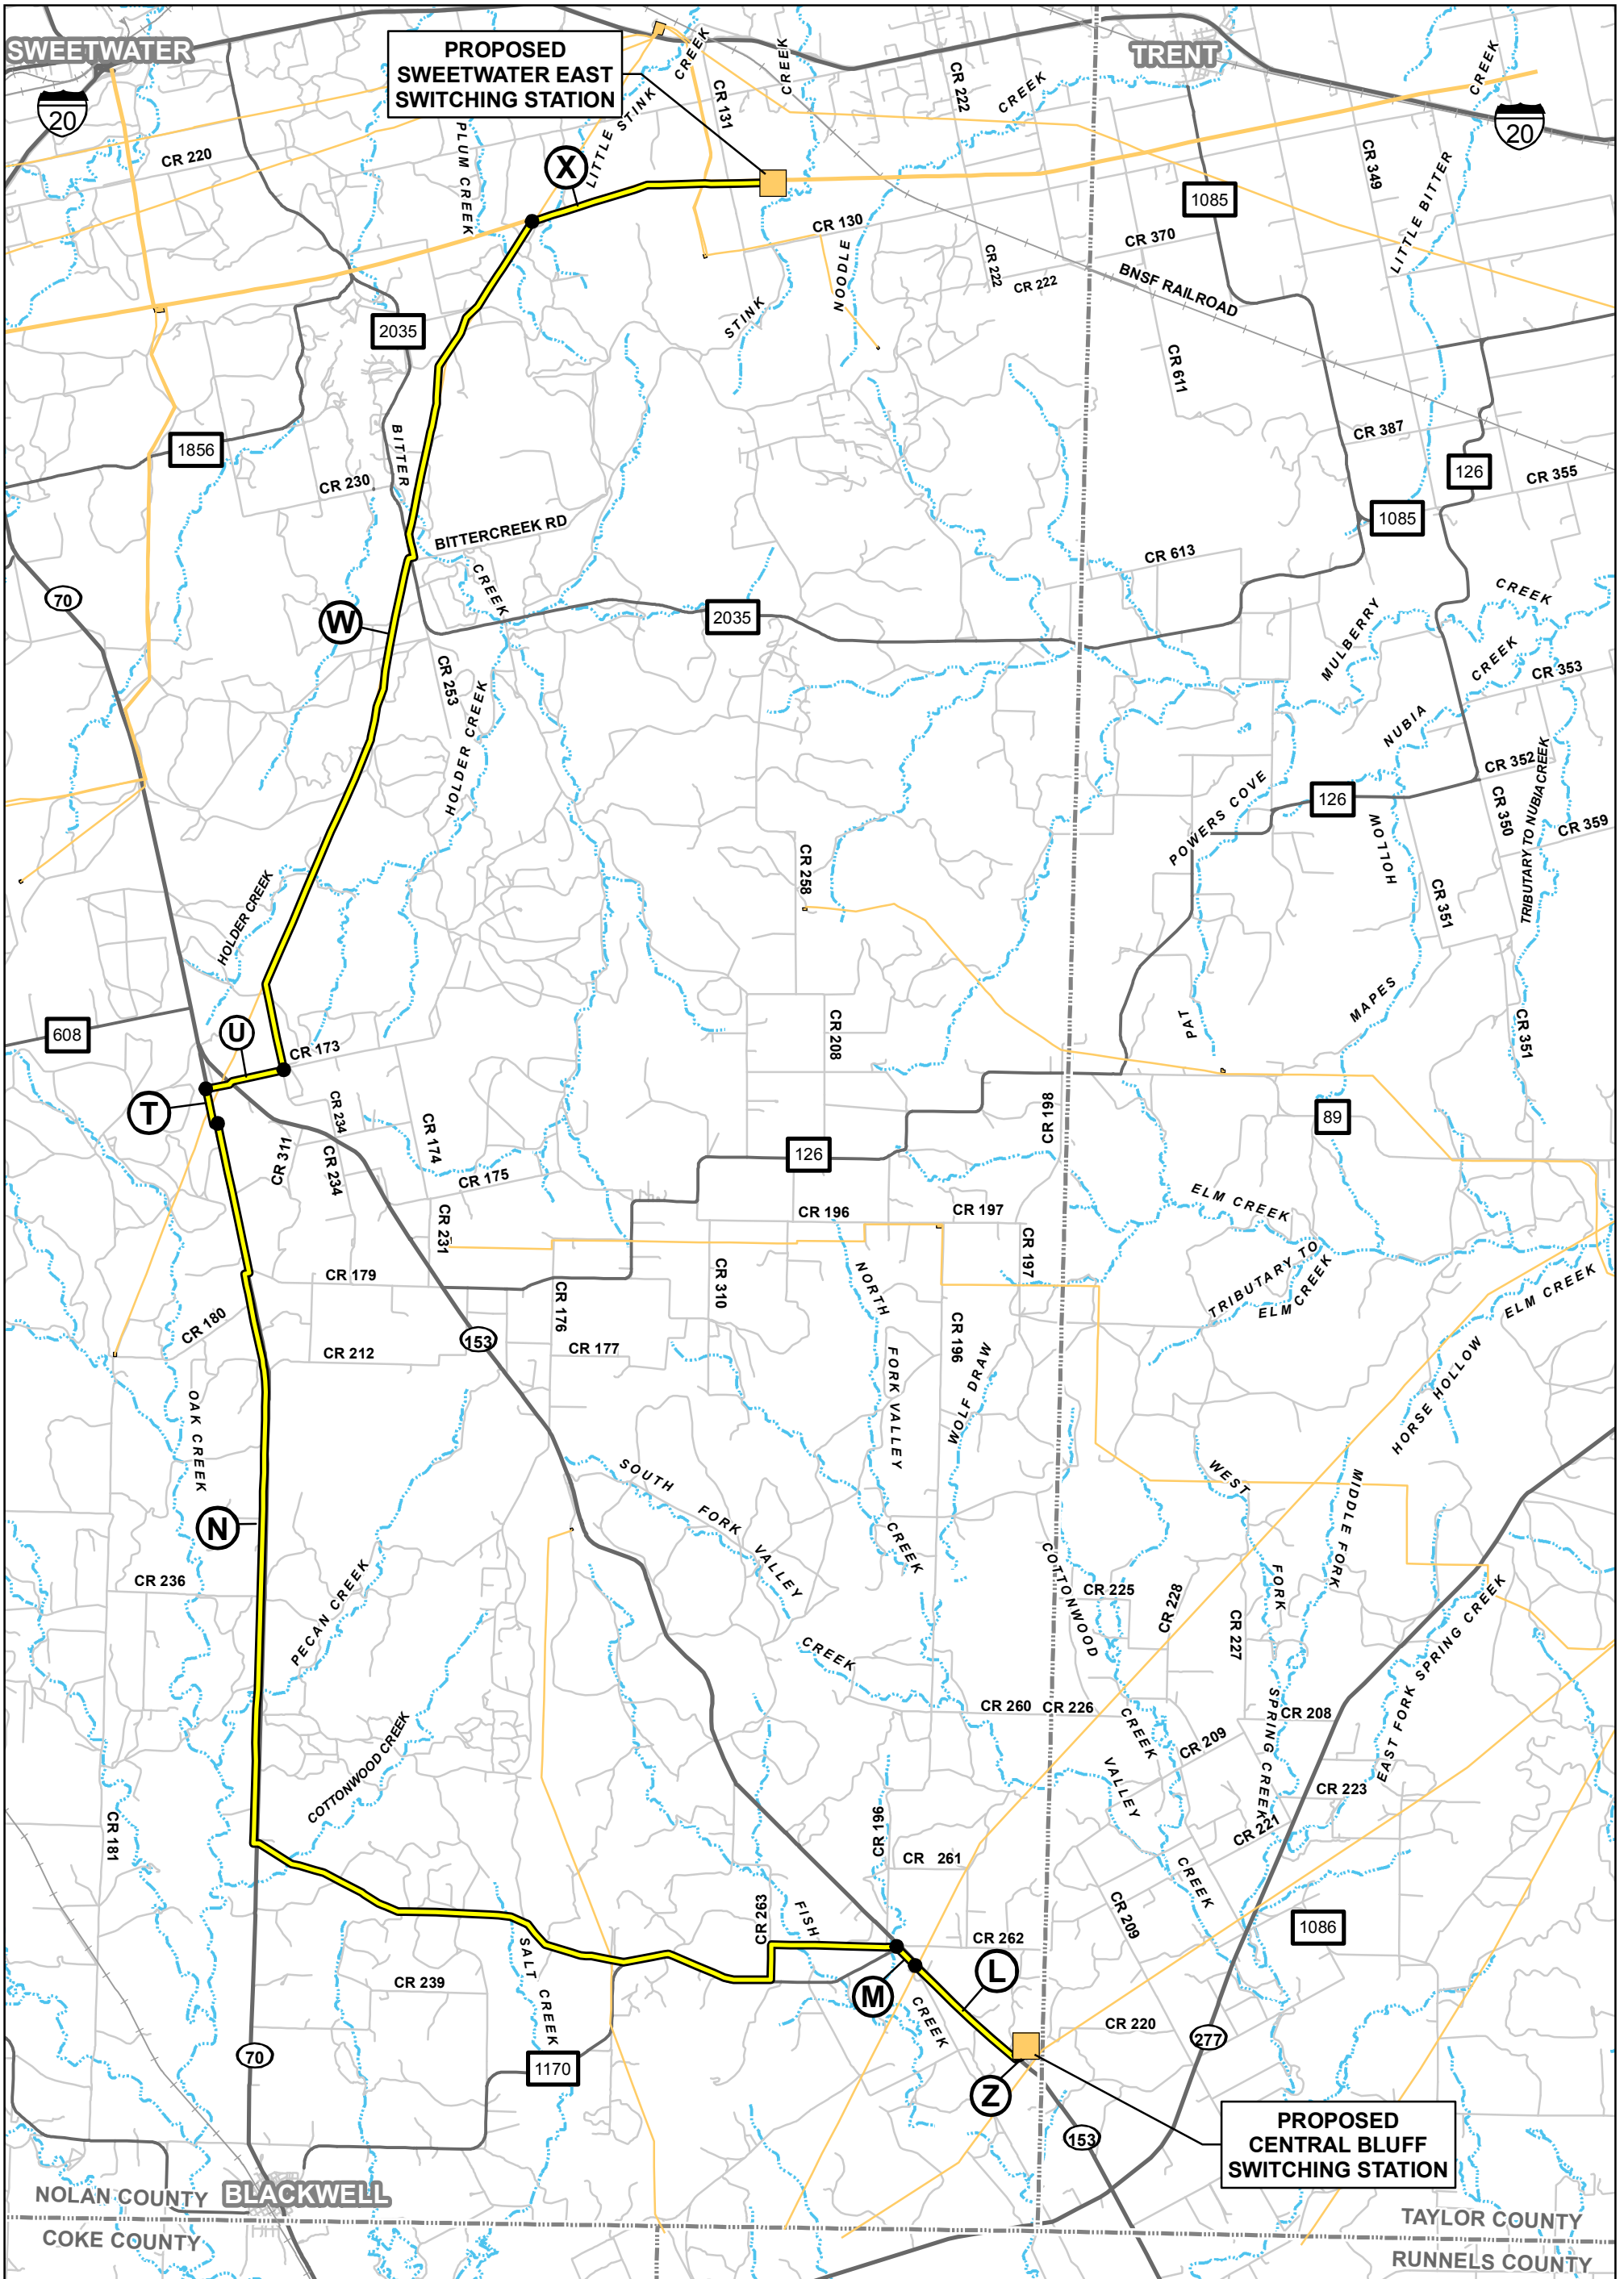 SWEETWATER
PROPOSED
SWEETWATER EAST
SWITCHING STATION
TRENT
20
20
CR 220
PLUM CREEK
X
LITTLE STINK
CREEK
CR 131
CREEK
CR 222
CREEK
CREEK
CR 349
LITTLE BITTER
1085
CR 130
CR 370
CR 222
CR 222
BNSF RAILROAD
NOODLE
STINK
2035
CR 611
1856
BITTER
CR 387
126
CR 355
CR 230
1085
BITTERCREEK RD
CR 613
CREEK
70
W
2035
CREEK
MULBERRY
CREEK
CR 353
CR 253
HOLDER CREEK
NUBIA
CR 352
POWERS COVE
126
HOLLOW
CR 350
TRIBUTARY TO NUBIA CREEK
CR 359
CR 258
CR 351
HOLDER CREEK
MAPES
608
U
CR 173
CR 208
PAT
CR 351
T
CR 234
CR 174
CR 198
89
CR 311
CR 234
CR 175
126
ELM CREEK
CR 231
CR 196
CR 197
CR 197
TRIBUTARY TO
ELM CREEK
ELM CREEK
CR 179
CR 176
CR 310
NORTH
CR 180
153
CR 212
CR 177
CR 196
FORK VALLEY
WOLF DRAW
HORSE HOLLOW
OAK CREEK
SOUTH
FORK
VALLEY
WEST
MIDDLE FORK
N
CREEK
CR 236
PECAN CREEK
COTTONWOOD
CR 225
CR 228
FORK
CR 227
CREEK
EAST FORK SPRING CREEK
CR 260
CR 226
CREEK
CR 209
SPRING CREEK
CR 208
COTTONWOOD CREEK
VALLEY
CR 223
CR 221
CR 181
CR 196
CR 261
CREEK
CR 263
FISH
CR 209
1086
CR 262
SALT
CREEK
CR 239
M
L
CREEK
CR 220
277
70
1170
Z
153
PROPOSED
CENTRAL BLUFF
SWITCHING STATION
NOLAN COUNTY
BLACKWELL
COKE COUNTY
TAYLOR COUNTY
RUNNELS COUNTY